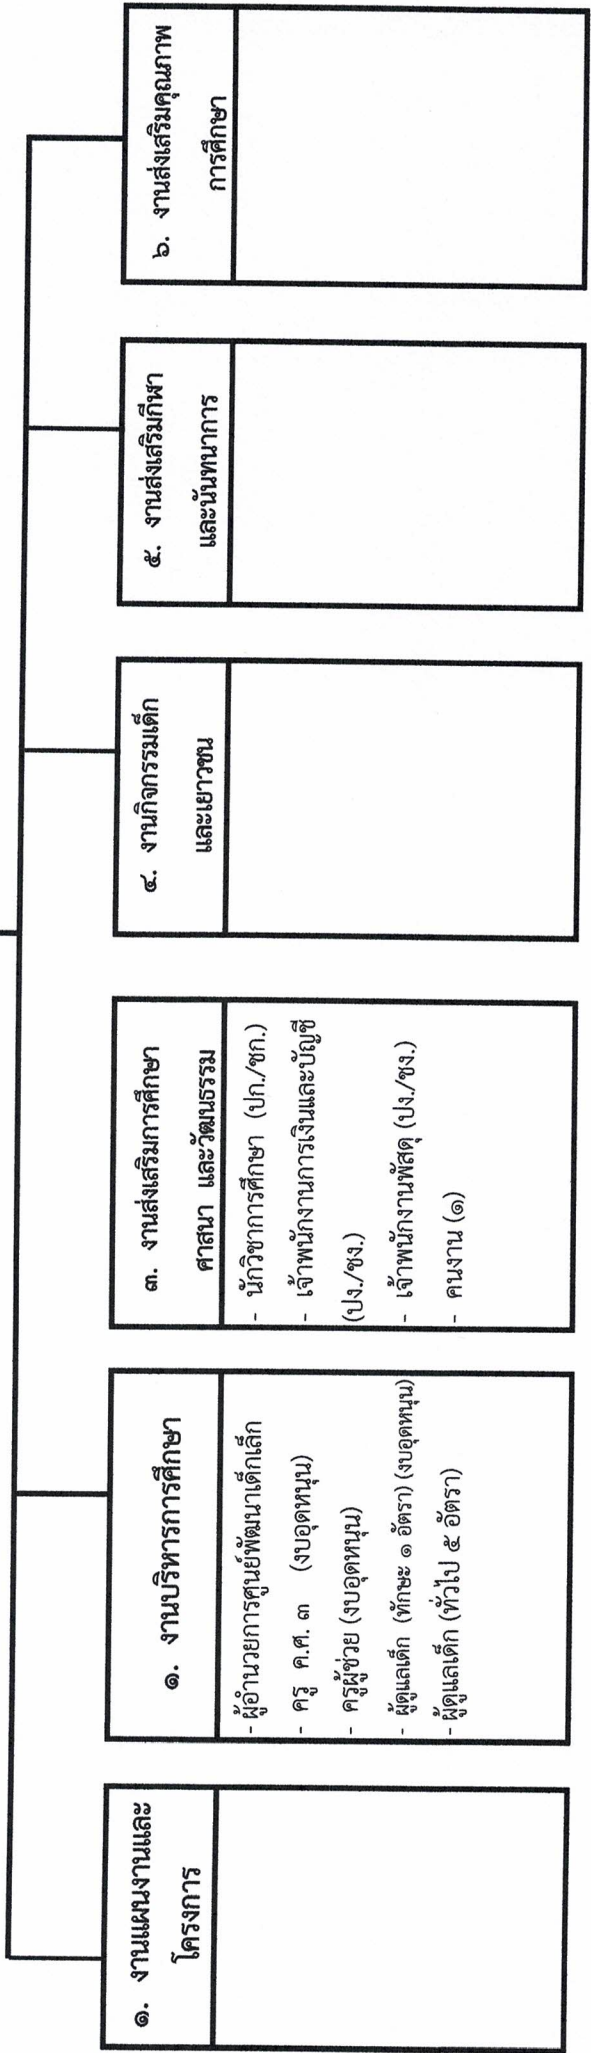 ๑. งานแผนงานและ
โครงการ
๑. งานบริหารการศึกษา
- ผู้อำนวยการศูนย์พัฒนาเด็กเล็ก
- ครู ค.ศ. ๓ (งบอุดหนุน)
- ครูผู้ช่วย (งบอุดหนุน)
- ผู้ดูแลเด็ก (ทักษะ ๑ อัตรา) (งบอุดหนุน)
- ผู้ดูแลเด็ก (ทั่วไป ๕ อัตรา)
๓. งานส่งเสริมการศึกษา
ศาสนา และวัฒนธรรม
- นักวิชาการศึกษา (ปก./ชก.)
- เจ้าพนักงานการเงินและบัญชี
(ปง./ชง.)
- เจ้าพนักงานพัสดุ (ปง./ชง.)
- คนงาน (๑)
๔. งานกิจกรรมเด็ก
และเยาวชน
๕. งานส่งเสริมกีฬา
และนันทนาการ
๖. งานส่งเสริมคุณภาพ
การศึกษา